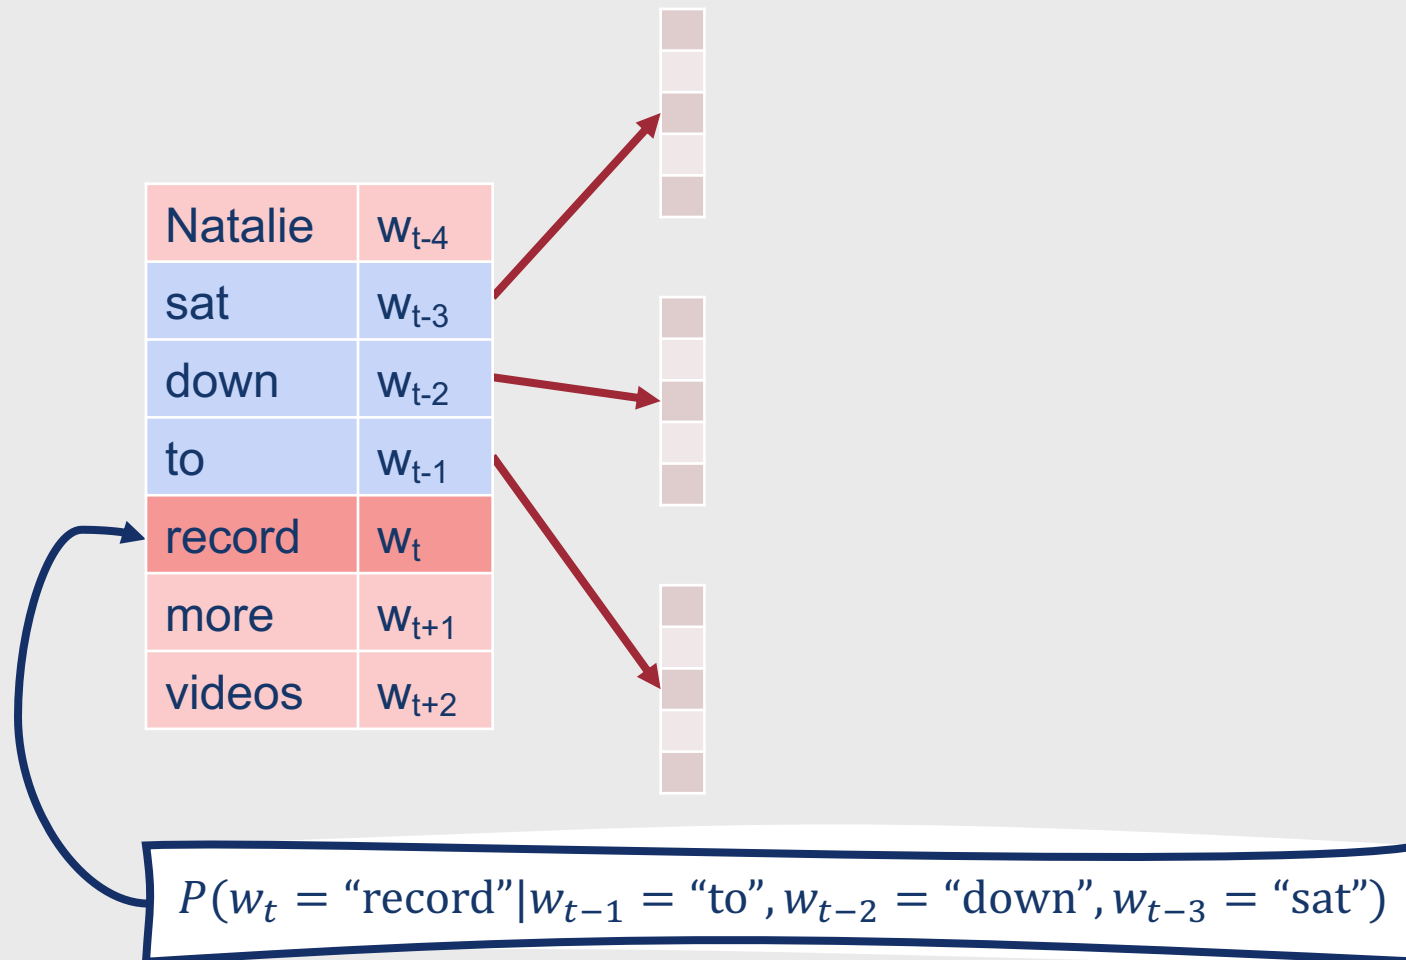 Natalie w_{t-4}
sat w_{t-3}
down w_{t-2}
to w_{t-1}
record w_t
more w_{t+1}
videos w_{t+2}
P(w_t = “record”|w_{t−1} = “to”, w_{t−2} = “down”, w_{t−3} = “sat”)